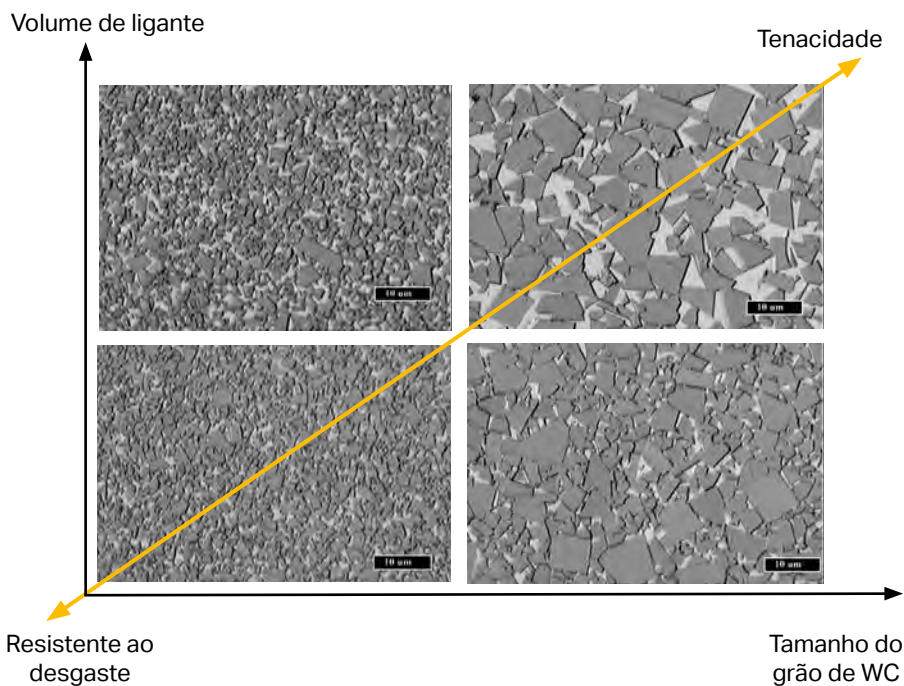 Volume de ligante
Tenacidade
10 um
10 um
10 um
10 um
Resistente ao
desgaste
Tamanho do
grão de WC